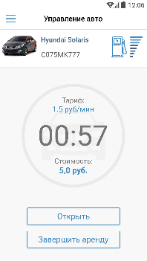 12:06
Управление авто
Hyundai Solaris
C075MK777
Тариф:
1.5 руб/мин
00:57
Стоимость:
5,0 руб.
Открыть
Завершить аренду